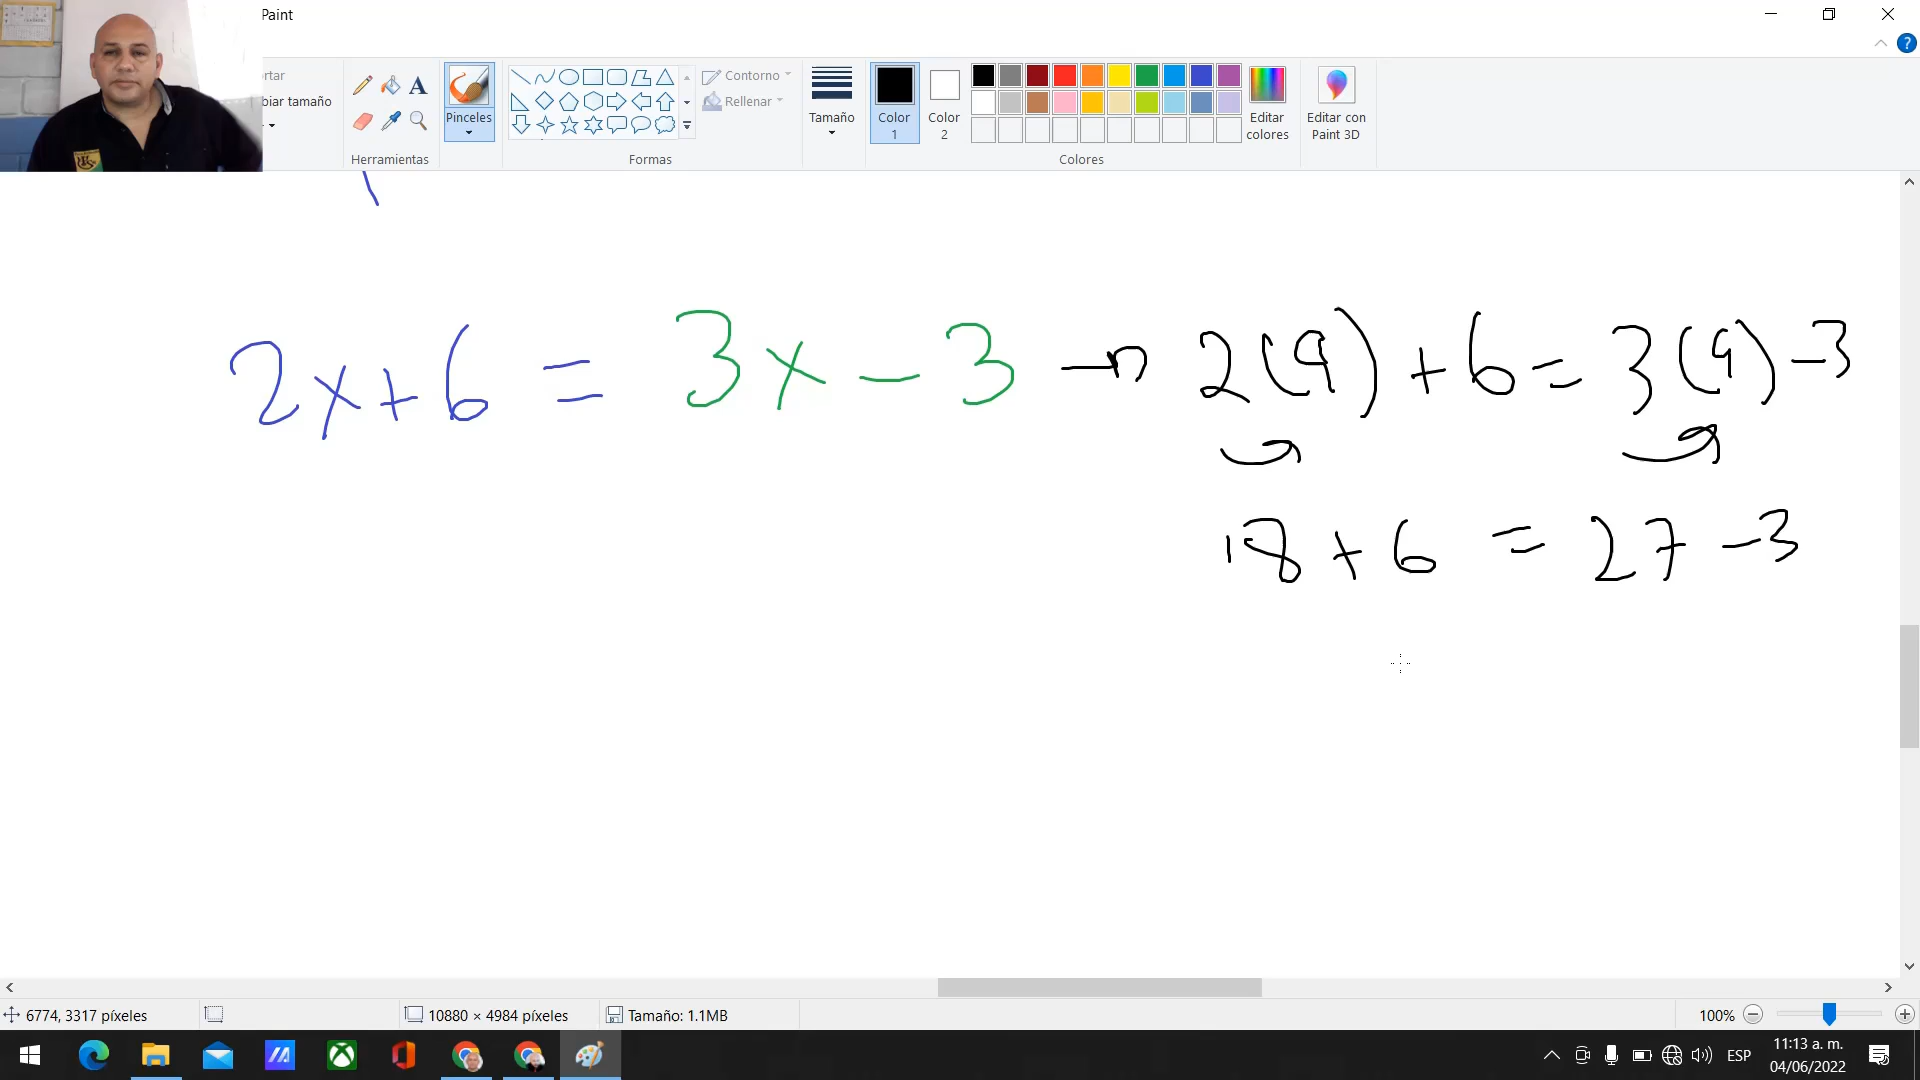 Paint
ortar
biar tamaño
Herramientas
Pinceles
Formas
Contorno
Rellenar
Tamaño
Color 1
Color 2
Colores
Editar colores
Editar con Paint 3D
2x+6 = 3x-3 → 2(9)+6=3(9)-3
18+6 = 27-3
6774, 3317 píxeles
10880 × 4984 píxeles
Tamaño: 1.1MB
100%
ESP
11:13 a. m.
04/06/2022